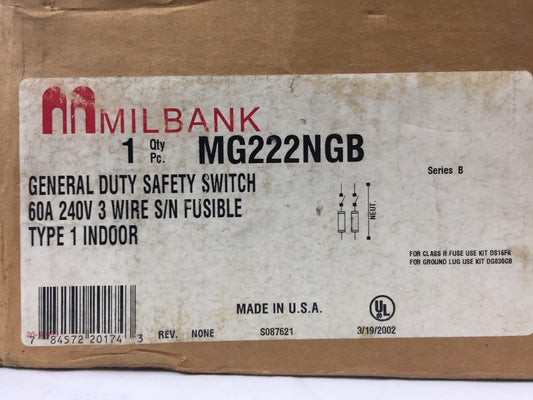 MILBANK
1 Qty Pc. MG222NGB
Series B
GENERAL DUTY SAFETY SWITCH
60A 240V 3 WIRE S/N FUSIBLE
TYPE 1 INDOOR
NEUT.
FOR CLASS R FUSE USE KIT DS16FK
FOR GROUND LUG USE KIT DG030GB
MADE IN U.S.A.
UL
7 84572 20174 3
REV. NONE
S087621
3/19/2002